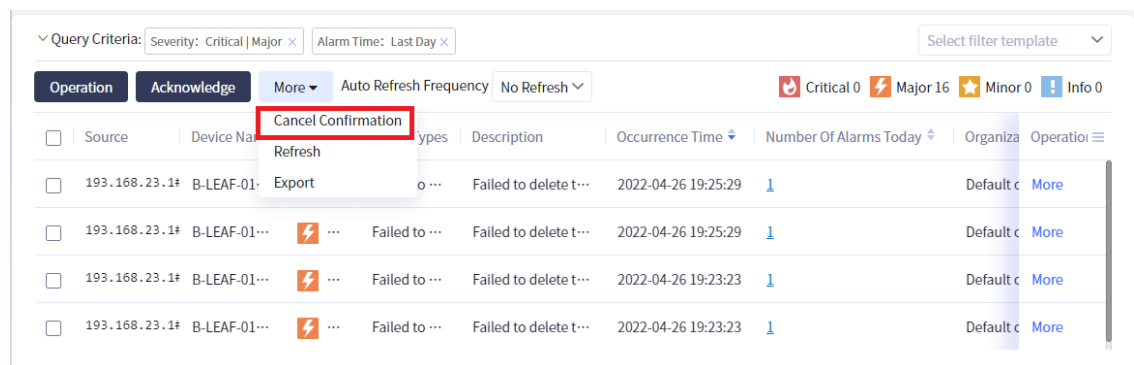 Query Criteria: Severity: Critical | Major × Alarm Time: Last Day × Select filter template
Operation Acknowledge More Auto Refresh Frequency No Refresh Critical 0 Major 16 Minor 0 Info 0
Cancel Confirmation
Source Device Na ypes Description Occurrence Time Number Of Alarms Today Organiza Operation
Refresh
193.168.23.1# B-LEAF-01 Export o ··· Failed to delete t··· 2022-04-26 19:25:29 1 Default c More
193.168.23.1# B-LEAF-01··· ··· Failed to ··· Failed to delete t··· 2022-04-26 19:25:29 1 Default c More
193.168.23.1# B-LEAF-01··· ··· Failed to ··· Failed to delete t··· 2022-04-26 19:23:23 1 Default c More
193.168.23.1# B-LEAF-01··· ··· Failed to ··· Failed to delete t··· 2022-04-26 19:23:23 1 Default c More